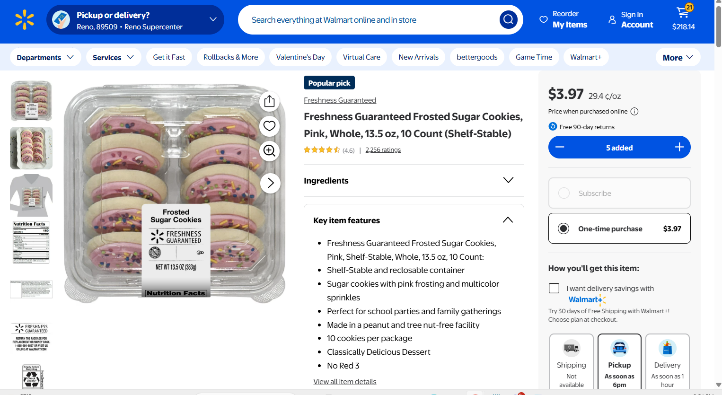 Pickup or delivery?
Reno, 89509 • Reno Supercenter
Search everything at Walmart online and in store
Reorder
My Items
Sign In
Account
21
$218.14
Departments
Services
Get it Fast
Rollbacks & More
Valentine's Day
Virtual Care
New Arrivals
bettergoods
Game Time
Walmart+
More
Popular pick
Freshness Guaranteed
Freshness Guaranteed Frosted Sugar Cookies,
Pink, Whole, 13.5 oz, 10 Count (Shelf-Stable)
(4.6) | 2,256 ratings
Ingredients
Key item features
• Freshness Guaranteed Frosted Sugar Cookies,
Pink, Shelf-Stable, Whole, 13.5 oz, 10 Count:
• Shelf-Stable and reclosable container
• Sugar cookies with pink frosting and multicolor
sprinkles
• Perfect for school parties and family gatherings
• Made in a peanut and tree nut-free facility
• 10 cookies per package
• Classically Delicious Dessert
• No Red 3
View all item details
Frosted
Sugar Cookies
FRESHNESS
GUARANTEED
NET WT 13.5OZ (383g)
Nutrition Facts
Nutrition Facts
$3.97 29.4 ¢/oz
Price when purchased online
Free 90-day returns
− 5 added +
Subscribe
One-time purchase $3.97
How you'll get this item:
I want delivery savings with
Walmart+
Try 30 days of Free Shipping with Walmart+!
Choose plan at checkout.
Shipping
Not
available
Pickup
As soon as
6pm
Delivery
As soon as 1
hour